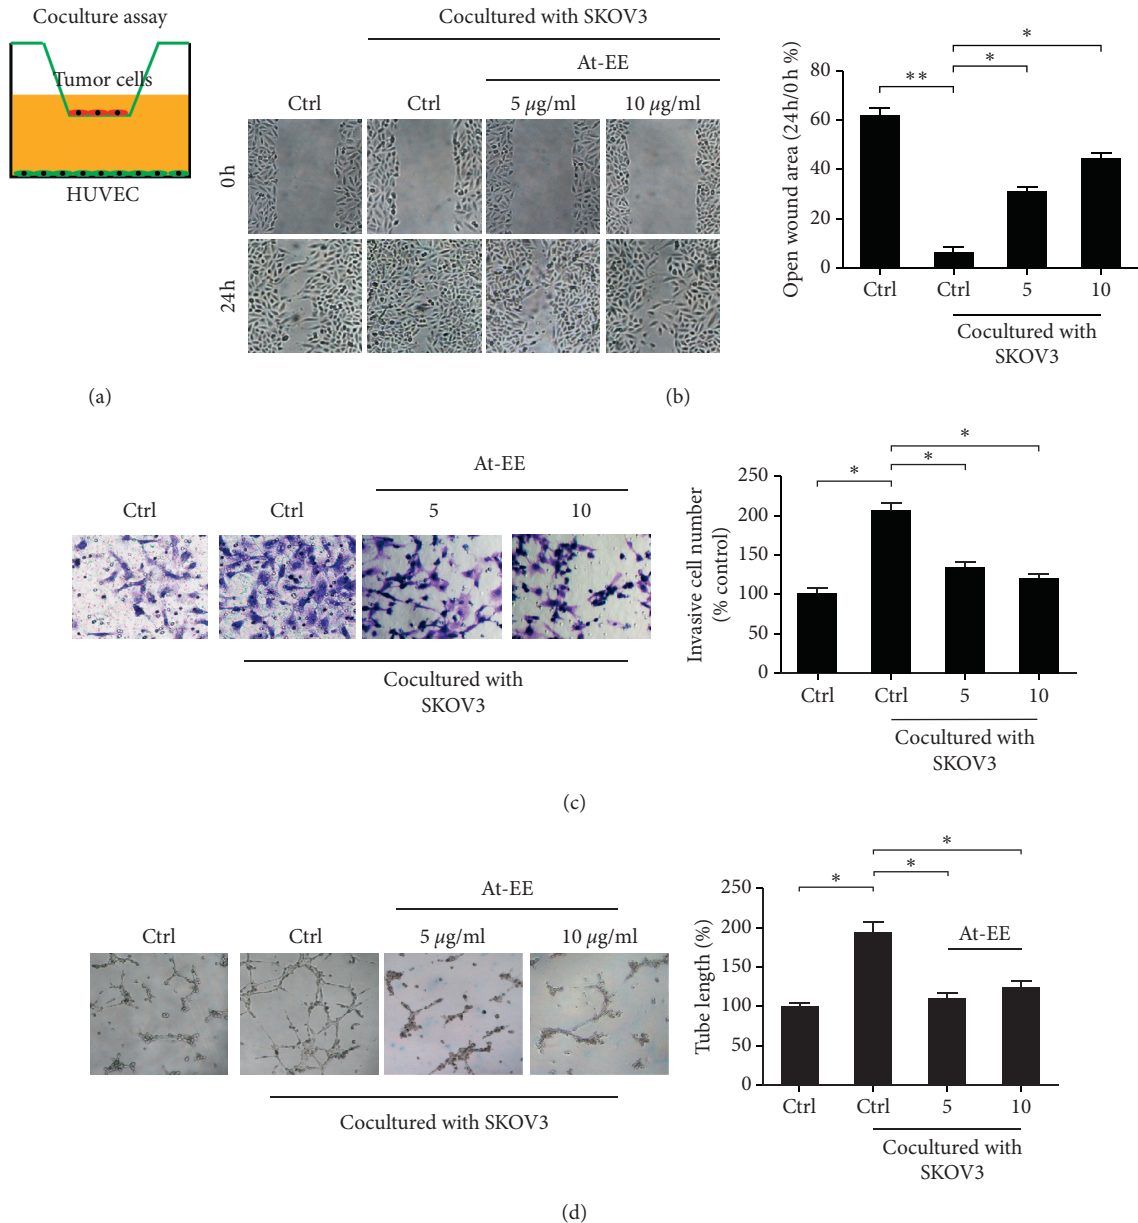 Coculture assay
Tumor cells
HUVEC
(a)
Cocultured with SKOV3
At-EE
Ctrl
Ctrl
5 µg/ml
10 µg/ml
0h
24h
Open wound area (24h/0h %)
80
60
40
20
0
**
*
*
Ctrl
Ctrl
5
10
Cocultured with
SKOV3
(b)
At-EE
Ctrl
Ctrl
5
10
Cocultured with
SKOV3
Invasive cell number
(% control)
250
200
150
100
50
0
*
*
*
Ctrl
Ctrl
5
10
Cocultured with
SKOV3
(c)
At-EE
Ctrl
Ctrl
5 µg/ml
10 µg/ml
Cocultured with SKOV3
Tube length (%)
250
200
150
100
50
0
*
*
*
At-EE
Ctrl
Ctrl
5
10
Cocultured with
SKOV3
(d)